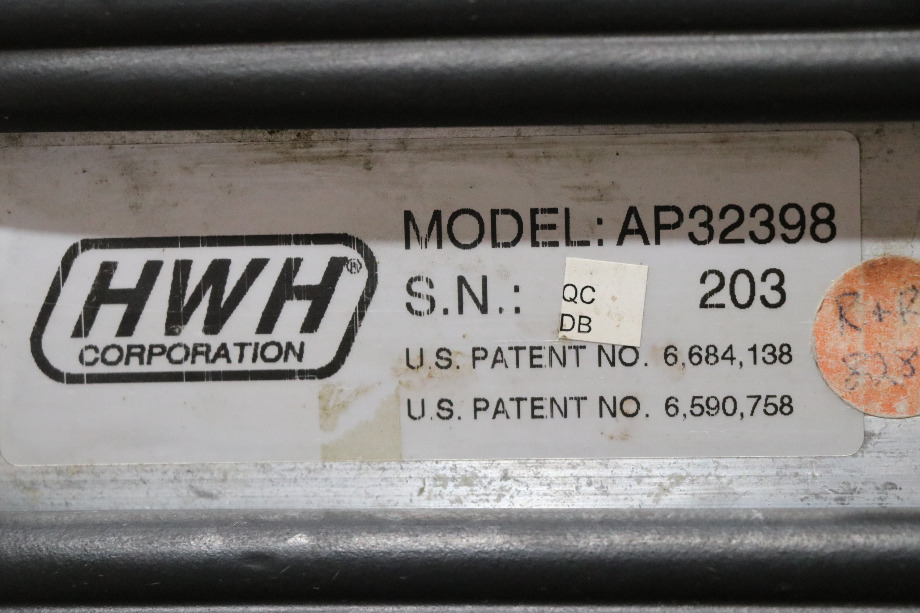 HWH®
CORPORATION
MODEL: AP32398
S.N.: 203
QC
DB
U.S. PATENT NO. 6,684,138
U.S. PATENT NO. 6,590,758
R+R